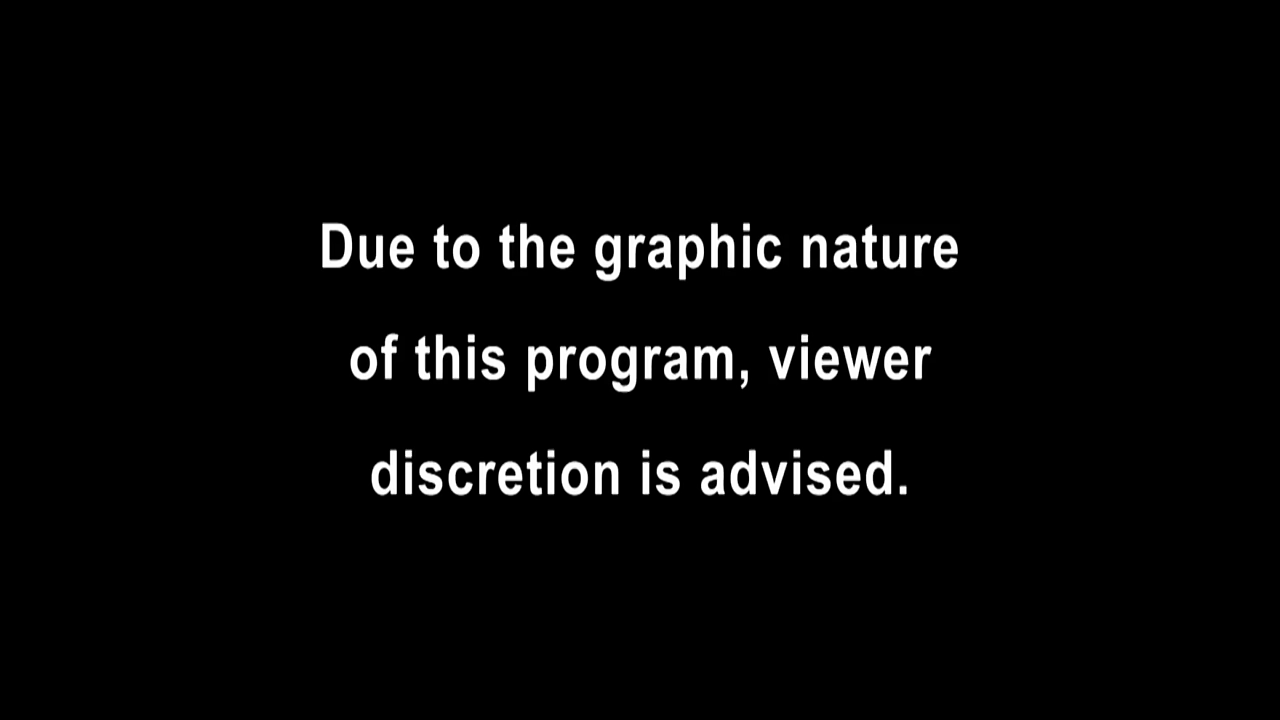 Due to the graphic nature
of this program, viewer
discretion is advised.